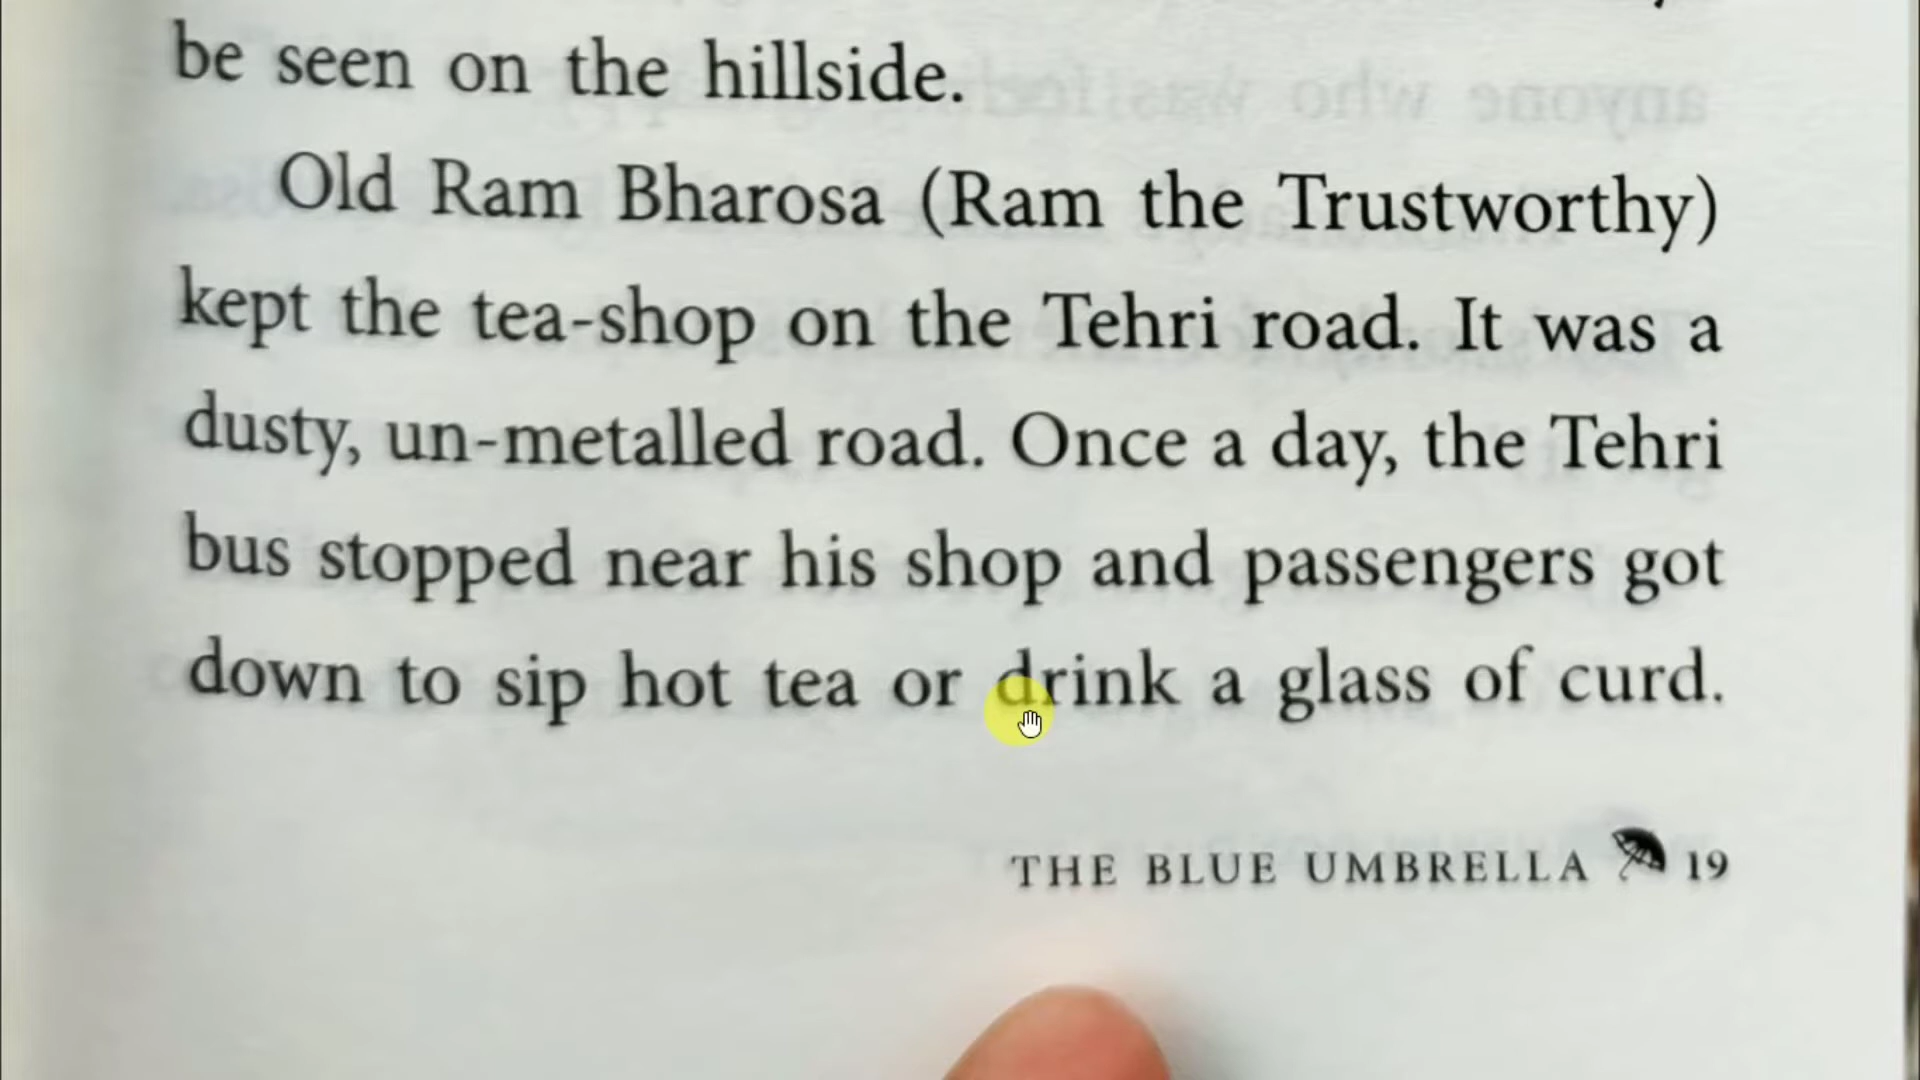 be seen on the hillside.
Old Ram Bharosa (Ram the Trustworthy)
kept the tea-shop on the Tehri road. It was a
dusty, un-metalled road. Once a day, the Tehri
bus stopped near his shop and passengers got
down to sip hot tea or drink a glass of curd.
THE BLUE UMBRELLA 19